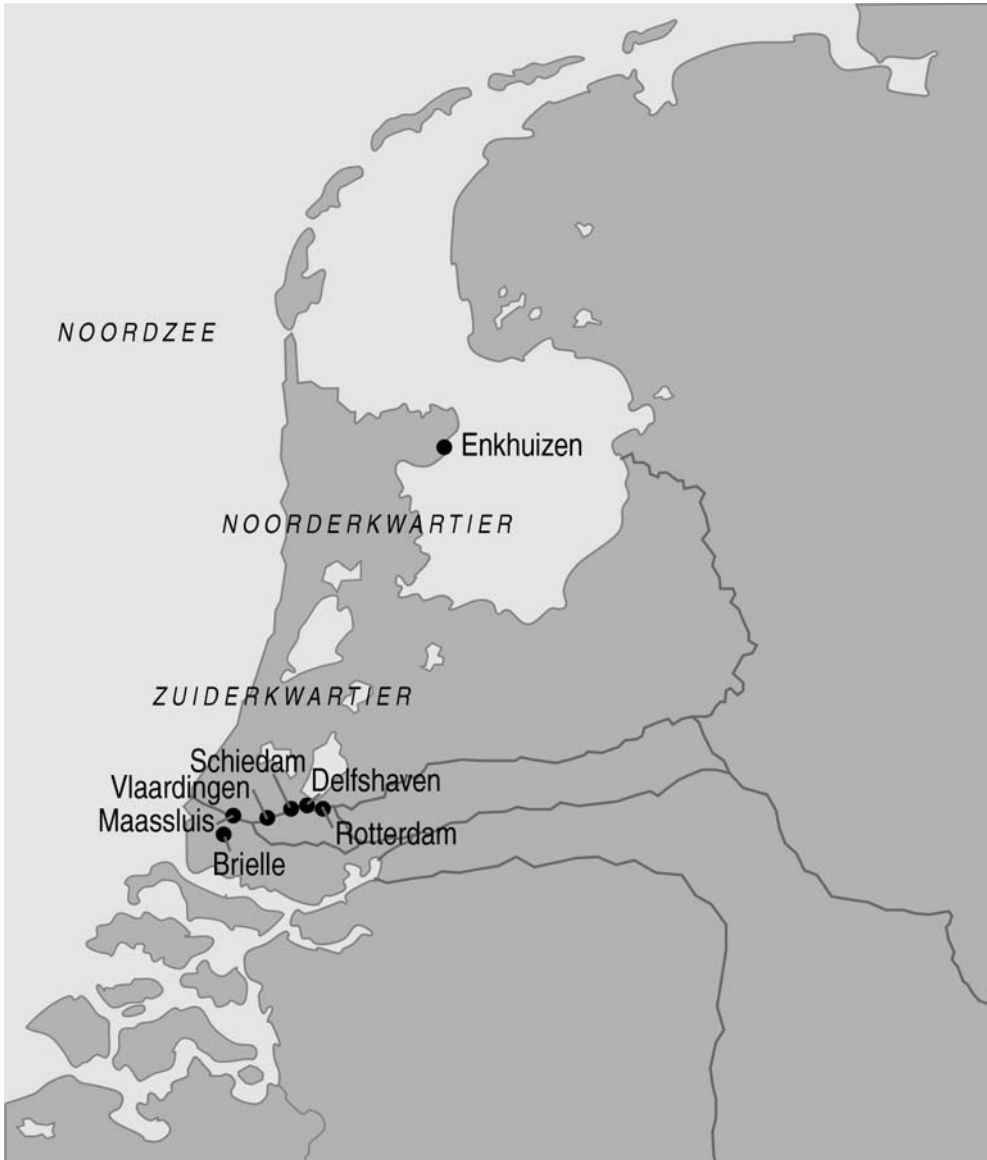 NOORDZEE
Enkhuizen
NOORDERKWARTIER
ZUIDERKWARTIER
Schiedam
Vlaardingen
Delfshaven
Maassluis
Rotterdam
Brielle